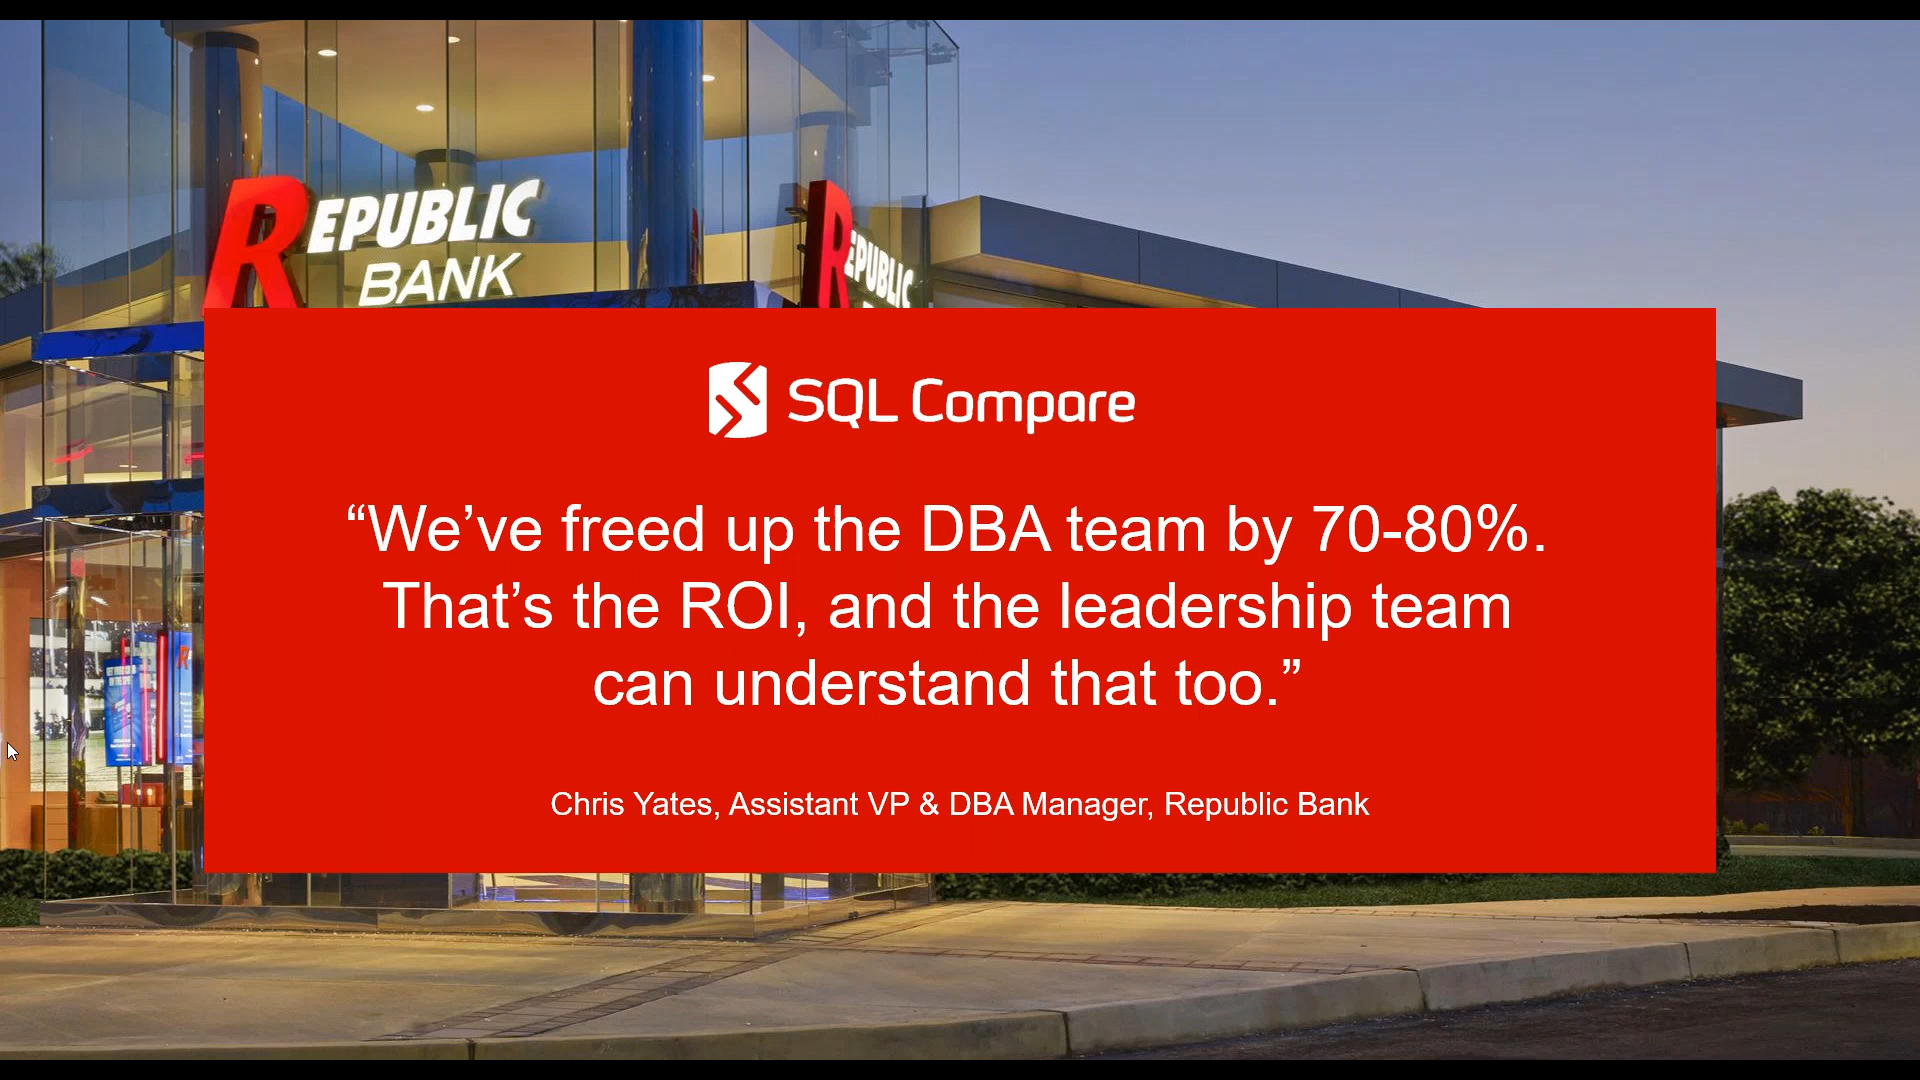 REPUBLIC
BANK
REPUBLIC
SQL Compare
“We’ve freed up the DBA team by 70-80%.
That’s the ROI, and the leadership team
can understand that too.”
Chris Yates, Assistant VP & DBA Manager, Republic Bank